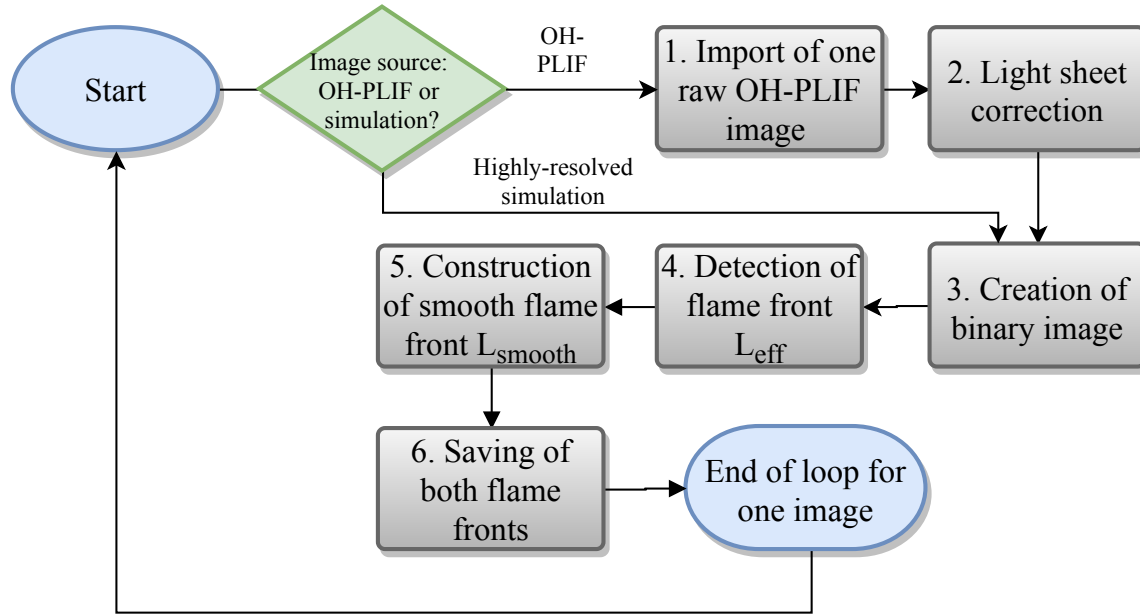 Start
Image source:
OH-PLIF or
simulation?
OH-
PLIF
1. Import of one
raw OH-PLIF
image
2. Light sheet
correction
Highly-resolved
simulation
3. Creation of
binary image
4. Detection of
flame front
L_eff
5. Construction
of smooth flame
front L_smooth
6. Saving of
both flame
fronts
End of loop for
one image